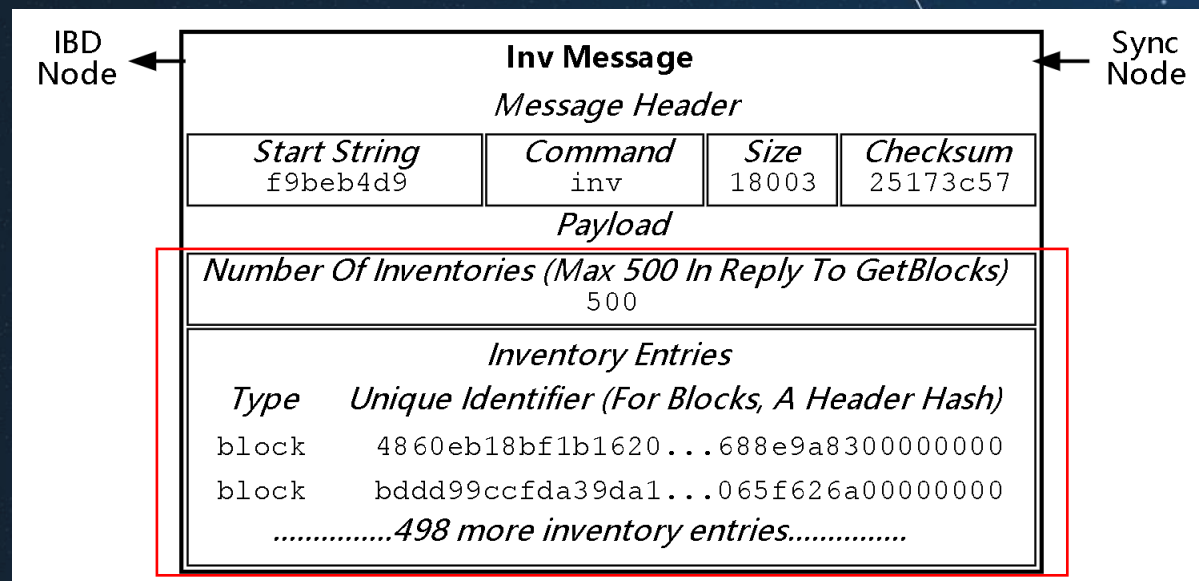 IBD
Node
Inv Message
Sync
Node
Message Header
Start String
f9beb4d9
Command
inv
Size
18003
Checksum
25173c57
Payload
Number Of Inventories (Max 500 In Reply To GetBlocks)
500
Inventory Entries
Type Unique Identifier (For Blocks, A Header Hash)
block 4860eb18bf1b1620...688e9a8300000000
block bddd99ccfda39da1...065f626a00000000
...............498 more inventory entries...............